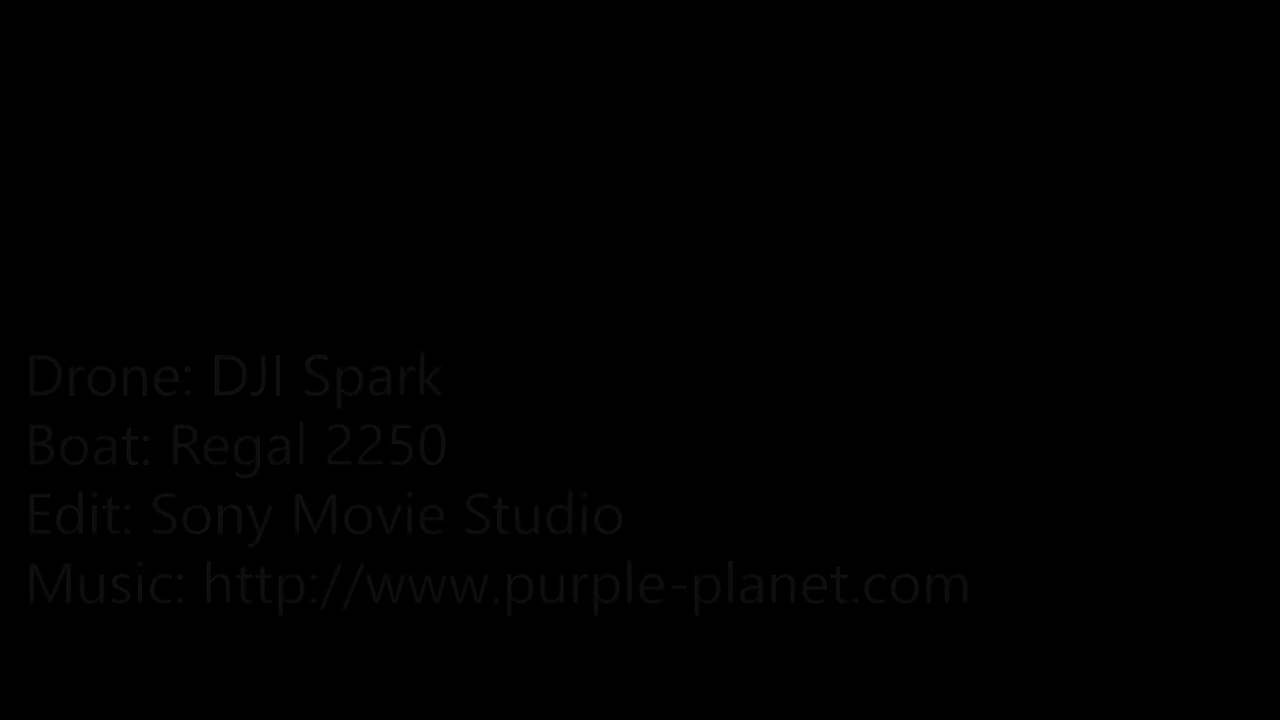 Drone: DJI Spark
Boat: Regal 2250
Edit: Sony Movie Studio
Music: http://www.purple-planet.com